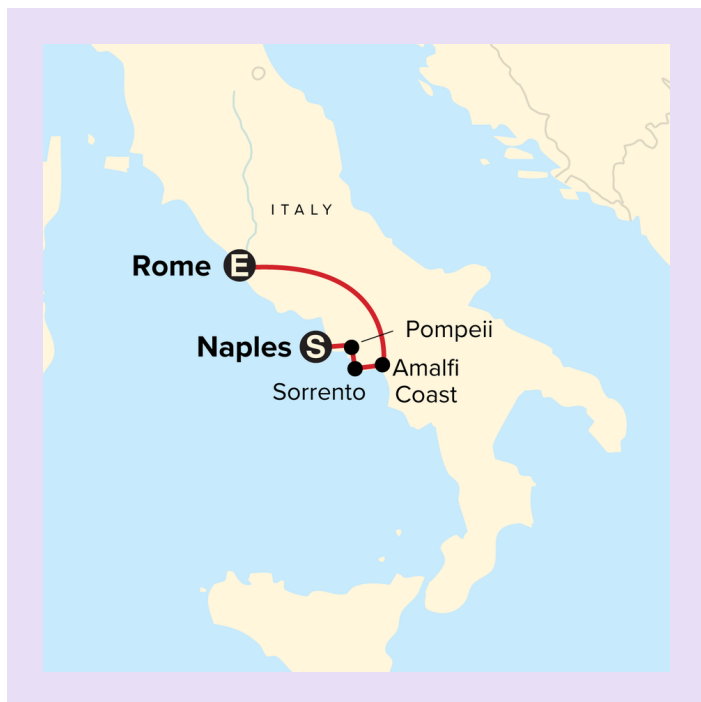 ITALY
Rome E
Naples S
Pompeii
Amalfi
Coast
Sorrento